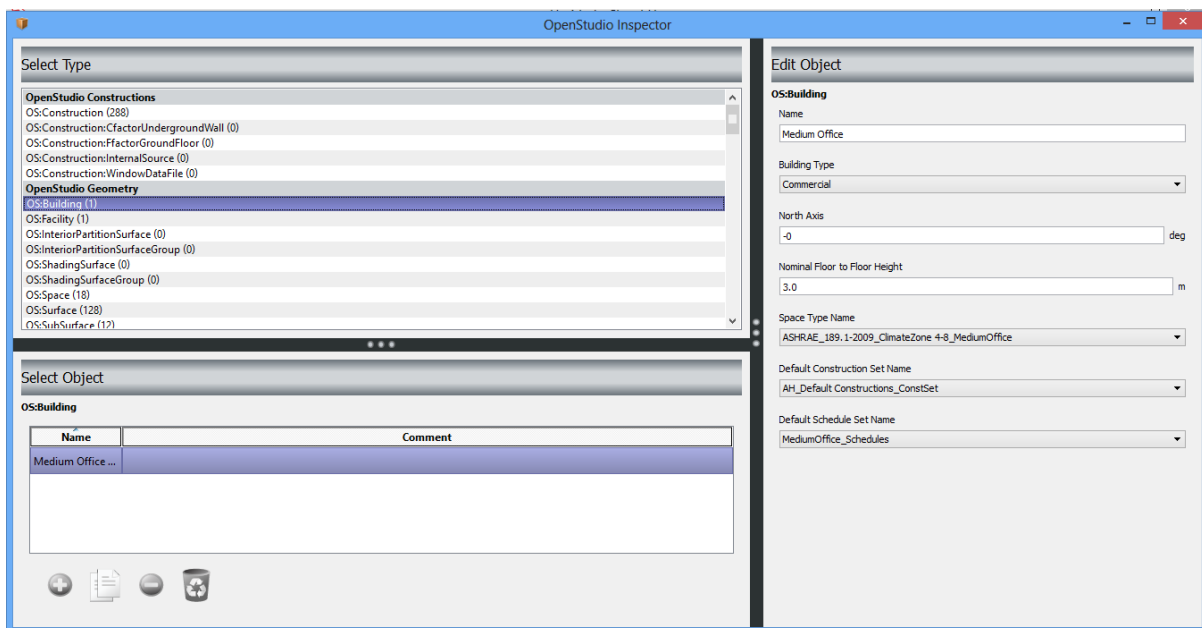 OpenStudio Inspector
Select Type
OpenStudio Constructions
OS:Construction (288)
OS:Construction:CfactorUndergroundWall (0)
OS:Construction:FfactorGroundFloor (0)
OS:Construction:InternalSource (0)
OS:Construction:WindowDataFile (0)
OpenStudio Geometry
OS:Building (1)
OS:Facility (1)
OS:InteriorPartitionSurface (0)
OS:InteriorPartitionSurfaceGroup (0)
OS:ShadingSurface (0)
OS:ShadingSurfaceGroup (0)
OS:Space (18)
OS:Surface (128)
OS:SubSurface (12)
Select Object
OS:Building
Name Comment
Medium Office ...
Edit Object
OS:Building
Name
Medium Office
Building Type
Commercial
North Axis
-0 deg
Nominal Floor to Floor Height
3.0 m
Space Type Name
ASHRAE_189.1-2009_ClimateZone 4-8_MediumOffice
Default Construction Set Name
AH_Default Constructions_ConstSet
Default Schedule Set Name
MediumOffice_Schedules